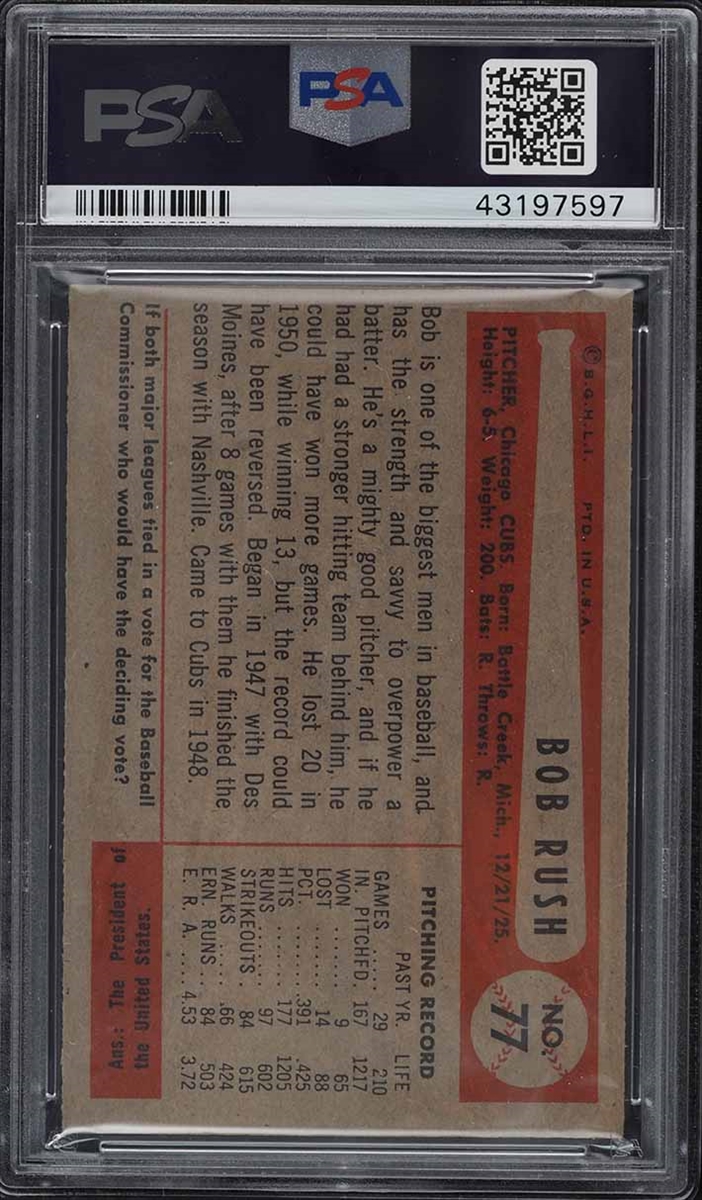 PSA
PSA
43197597
© B.G.H.L.I. PTD. IN U.S.A.
BOB RUSH
NO. 77
PITCHER, Chicago CUBS. Born: Battle Creek, Mich., 12/21/25.
Height: 6-5. Weight: 200. Bats: R. Throws: R.
Bob is one of the biggest men in baseball, and
has the strength and savvy to overpower a
batter. He's a mighty good pitcher, and if he
had had a stronger hitting team behind him, he
could have won more games. He lost 20 in
1950, while winning 13, but the record could
have been reversed. Began in 1947 with Des
Moines, after 8 games with them he finished the
season with Nashville. Came to Cubs in 1948.
PITCHING RECORD
PAST YR. LIFE
GAMES ..... 29 210
IN. PITCHED. 167 1217
WON ....... 9 65
LOST ....... 14 88
PCT. ....... .391 .425
HITS ...... 177 1205
RUNS ...... 97 602
STRIKEOUTS . 84 615
WALKS ..... .66 424
ERN. RUNS .. 84 503
E. R. A. .... 4.53 3.72
If both major leagues tied in a vote for the Baseball
Commissioner who would have the deciding vote?
Ans. The President of
the United States.